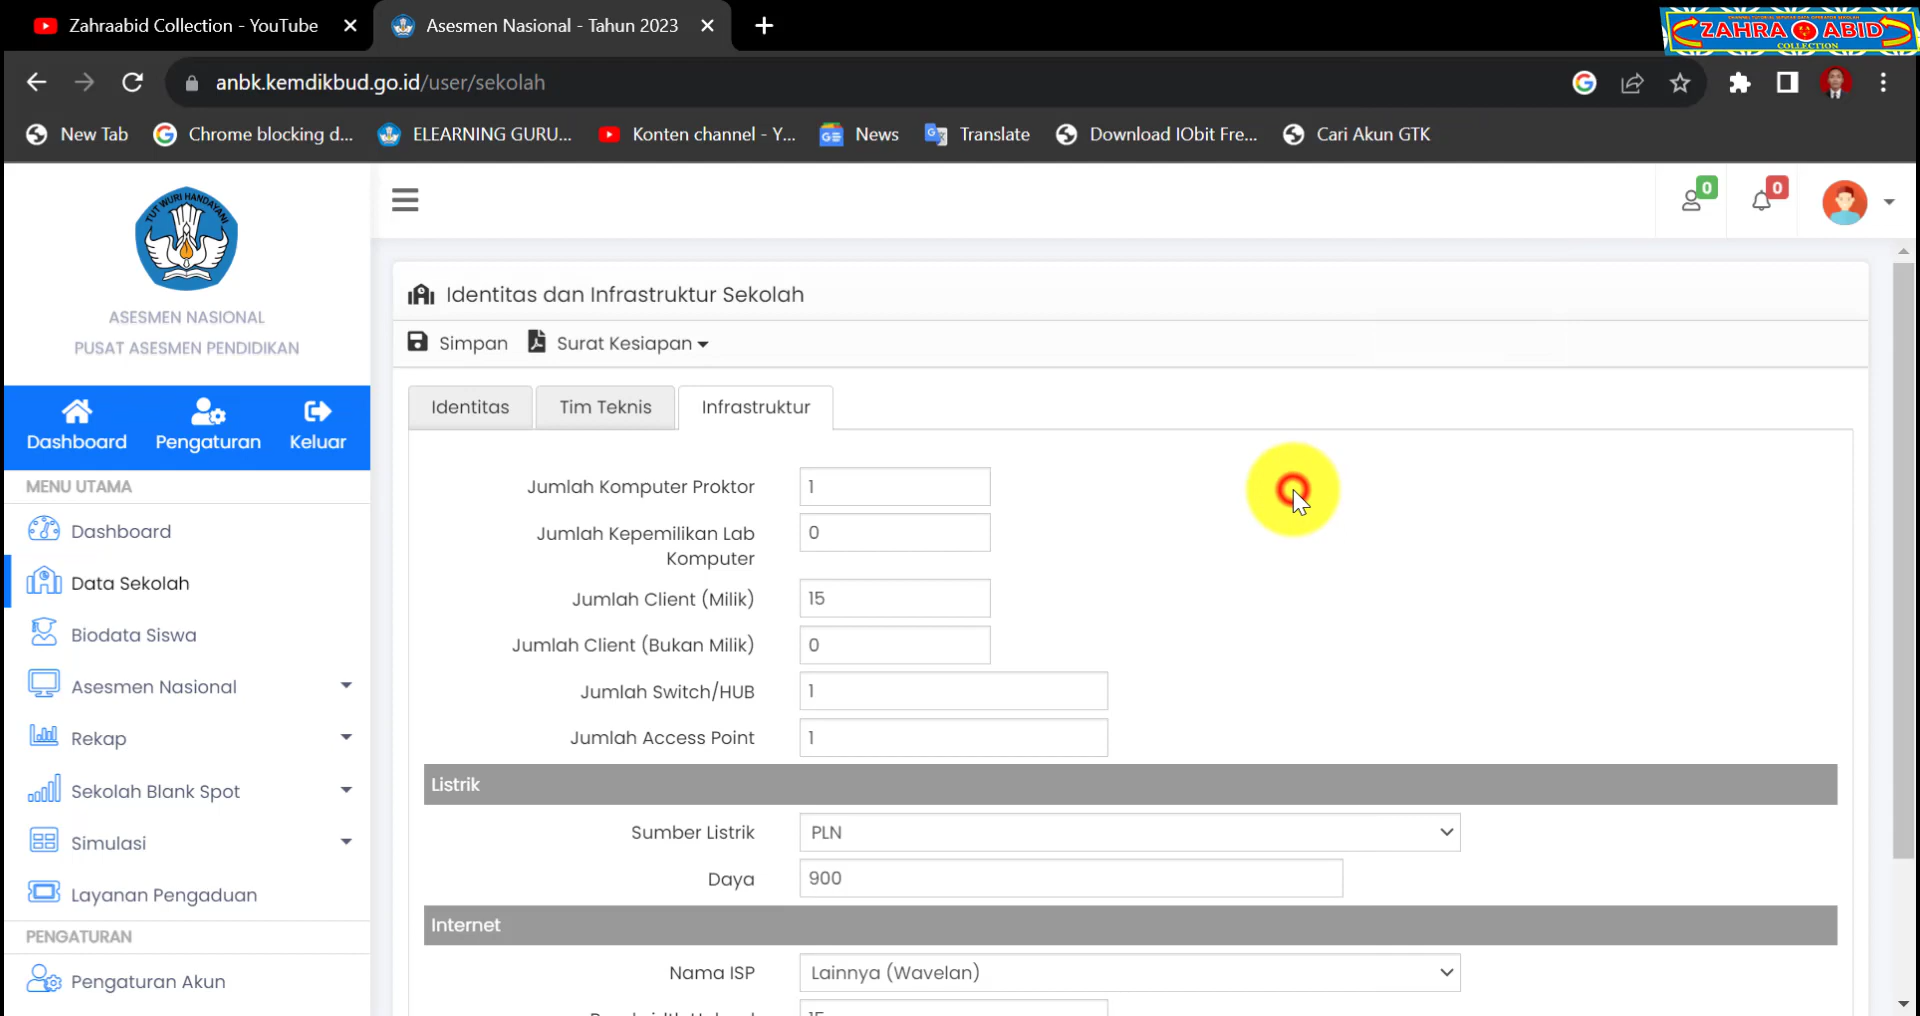 Zahraabid Collection - YouTube
Asesmen Nasional - Tahun 2023
ZAHRA ABID
COLLECTION
anbk.kemdikbud.go.id/user/sekolah
New Tab
Chrome blocking d...
ELEARNING GURU...
Konten channel - Y...
News
Translate
Download IObit Fre...
Cari Akun GTK
TUT WURI HANDAYANI
ASESMEN NASIONAL
PUSAT ASESMEN PENDIDIKAN
Dashboard
Pengaturan
Keluar
MENU UTAMA
Dashboard
Data Sekolah
Biodata Siswa
Asesmen Nasional
Rekap
Sekolah Blank Spot
Simulasi
Layanan Pengaduan
PENGATURAN
Pengaturan Akun
0
0
Identitas dan Infrastruktur Sekolah
Simpan
Surat Kesiapan
Identitas
Tim Teknis
Infrastruktur
Jumlah Komputer Proktor
1
Jumlah Kepemilikan Lab
Komputer
0
Jumlah Client (Milik)
15
Jumlah Client (Bukan Milik)
0
Jumlah Switch/HUB
1
Jumlah Access Point
1
Listrik
Sumber Listrik
PLN
Daya
900
Internet
Nama ISP
Lainnya (Wavelan)